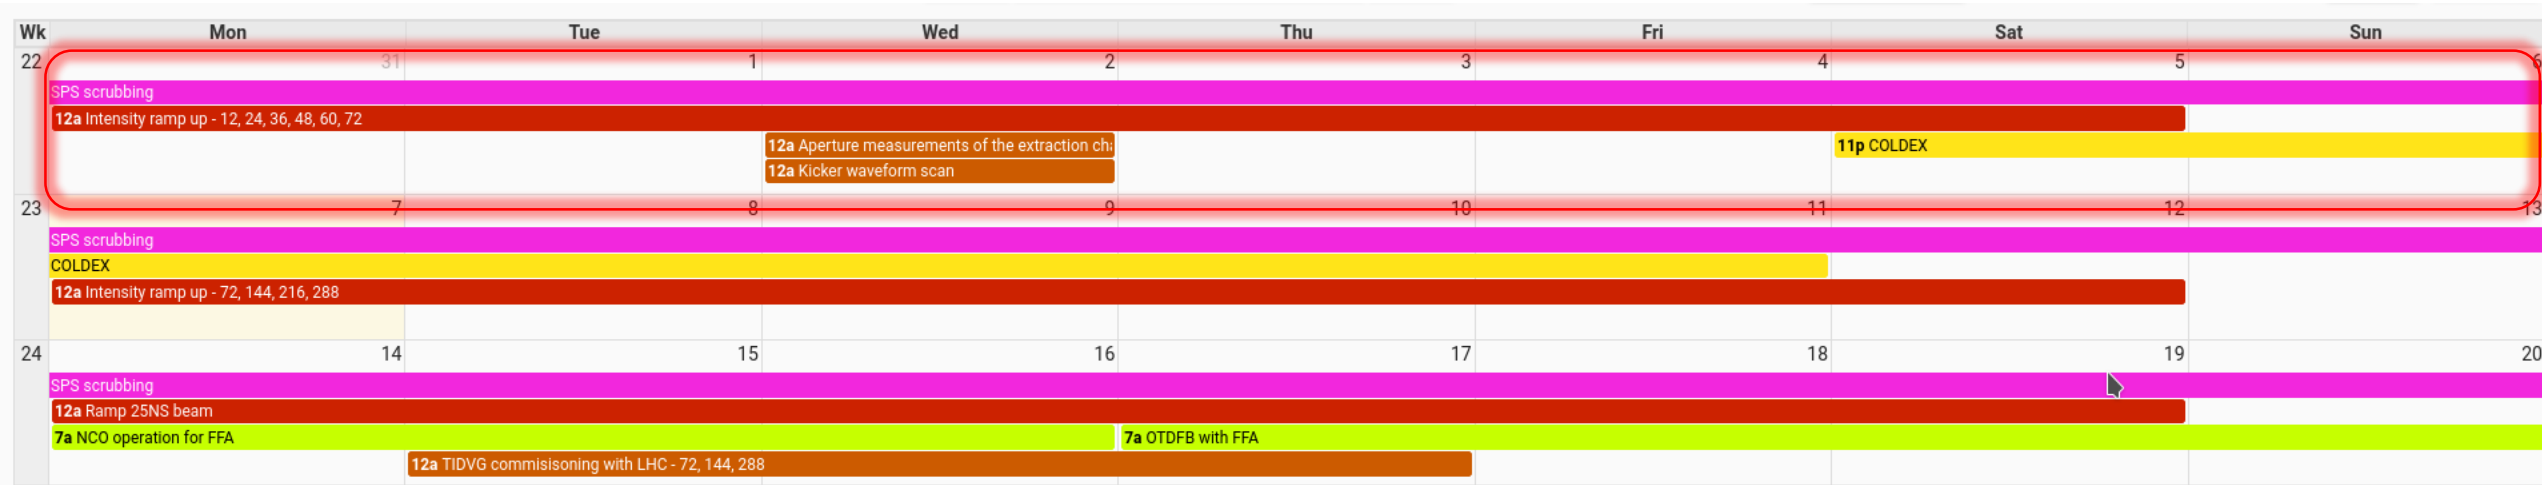 Wk Mon Tue Wed Thu Fri Sat Sun
22 31 1 2 3 4 5 6
SPS scrubbing
12a Intensity ramp up - 12, 24, 36, 48, 60, 72
12a Aperture measurements of the extraction 11p COLDEX
12a Kicker waveform scan
23 7 8 9 10 11 12 13
SPS scrubbing
COLDEX
12a Intensity ramp up - 72, 144, 216, 288
24 14 15 16 17 18 19 20
SPS scrubbing
12a Ramp 25NS beam
7a NCO operation for FFA 7a OTDFB with FFA
12a TIDVG commisisoning with LHC - 72, 144, 288